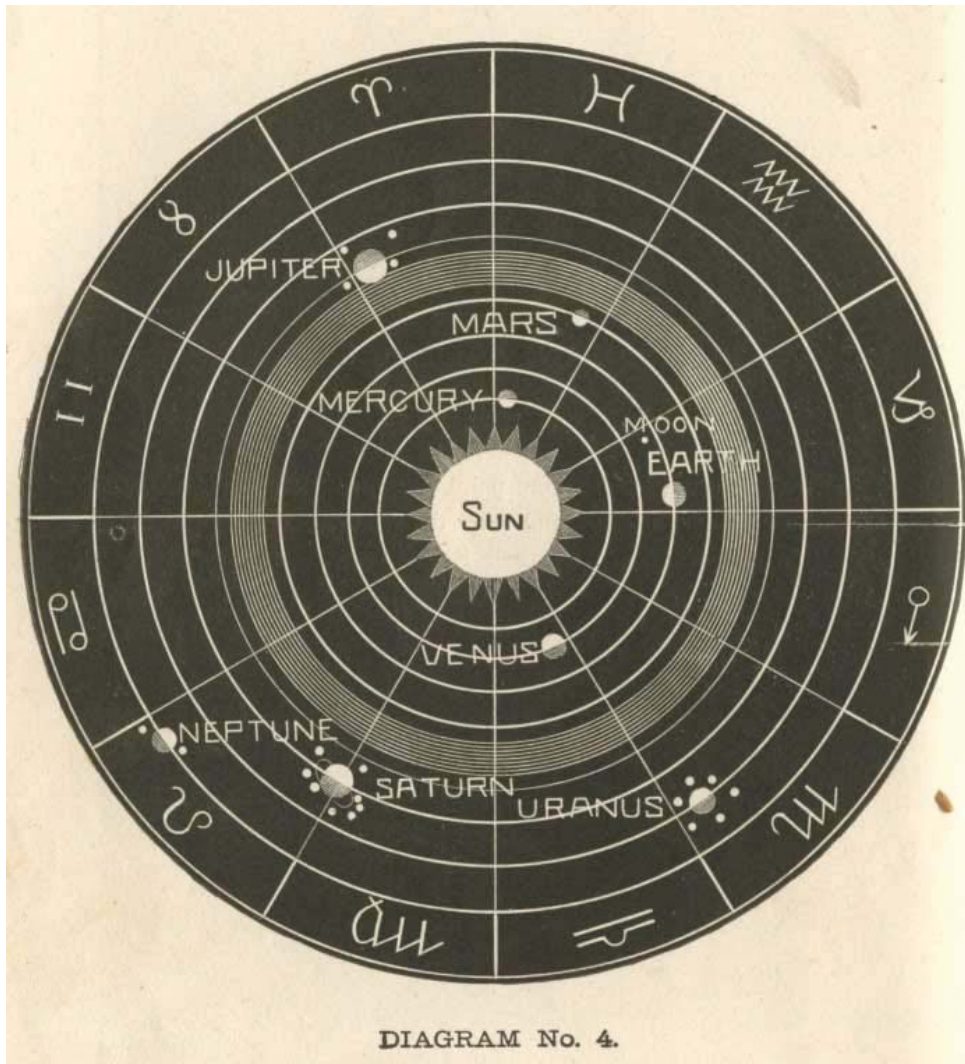 ♈ ♓
♉ ♒
JUPITER
MARS
♊ MERCURY ♑
MOON
EARTH
SUN
♋ ♐
VENUS
NEPTUNE
SATURN
URANUS
♌ ♏
♍ ♎
DIAGRAM No. 4.